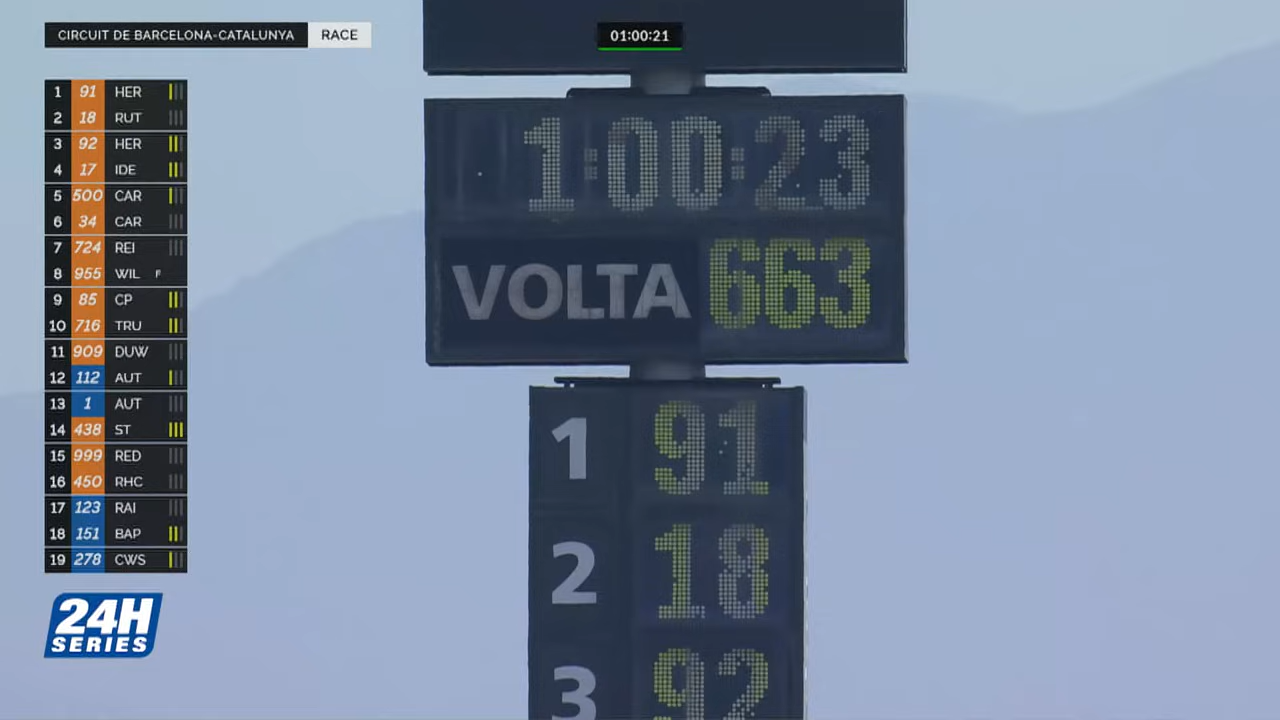 CIRCUIT DE BARCELONA-CATALUNYA RACE
01:00:21
1 91 HER
2 18 RUT
3 92 HER
4 17 IDE
5 500 CAR
6 34 CAR
7 724 REI
8 955 WIL F
9 85 CP
10 716 TRU
11 909 DUW
12 112 AUT
13 1 AUT
14 438 ST
15 999 RED
16 450 RHC
17 123 RAI
18 151 BAP
19 278 CWS
24H
SERIES
1:00:23
VOLTA 663
1 91
2 18
3 92